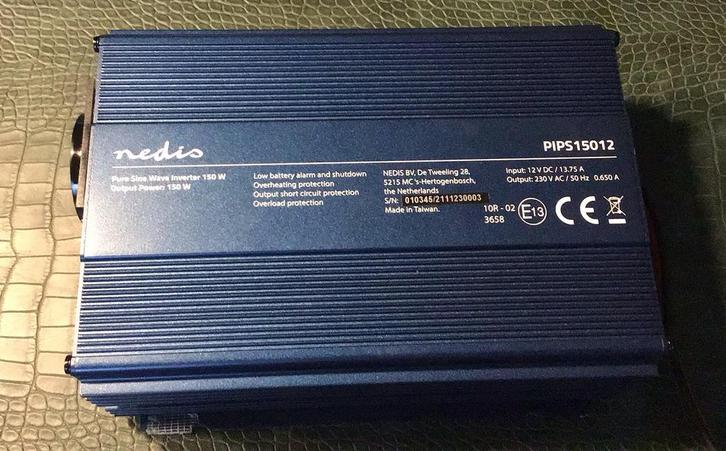 nedis
PIPS15012
Pure Sine Wave Inverter 150 W
Output Power: 150 W
Low battery alarm and shutdown
Overheating protection
Output short circuit protection
Overload protection
NEDIS BV, De Tweeling 28,
5215 MC 's-Hertogenbosch,
the Netherlands
S/N: 010345/2111230003
Made in Taiwan.
Input: 12 V DC / 13.75 A
Output: 230 V AC / 50 Hz 0.650 A
10R - 02
3658
E13
CE